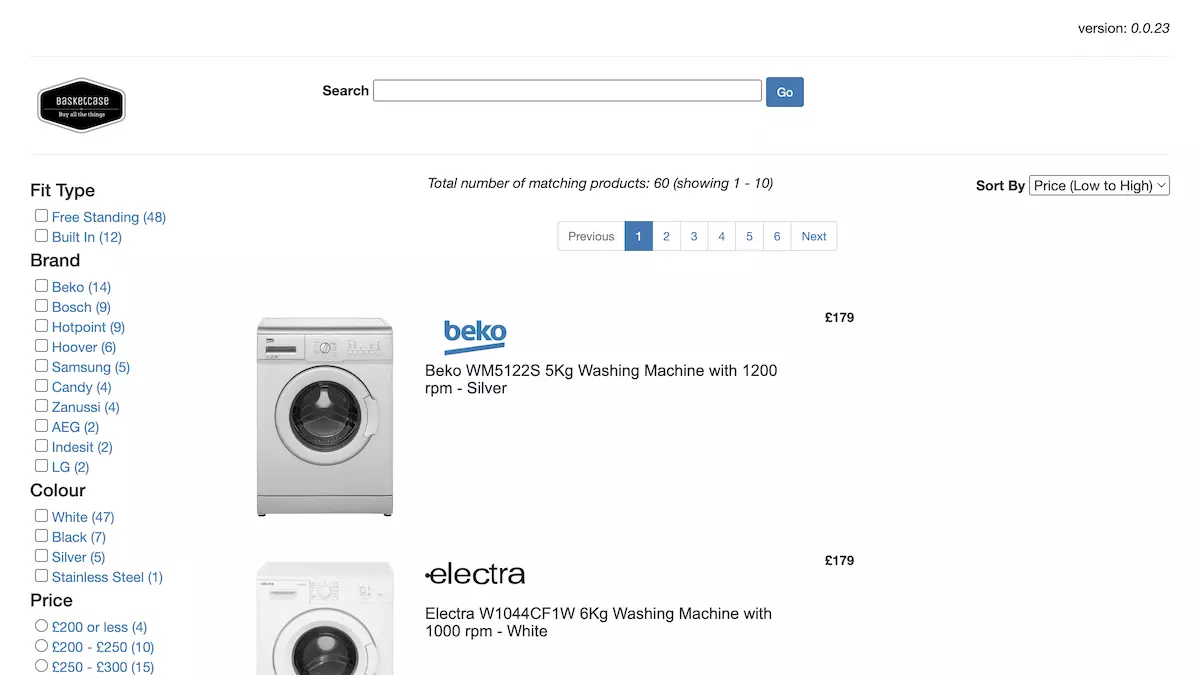 version: 0.0.23
BASKETCASE
Buy all the things
Search
Go
Fit Type
Free Standing (48)
Built In (12)
Brand
Beko (14)
Bosch (9)
Hotpoint (9)
Hoover (6)
Samsung (5)
Candy (4)
Zanussi (4)
AEG (2)
Indesit (2)
LG (2)
Colour
White (47)
Black (7)
Silver (5)
Stainless Steel (1)
Price
£200 or less (4)
£200 - £250 (10)
£250 - £300 (15)
Total number of matching products: 60 (showing 1 - 10)
Sort By Price (Low to High)
Previous 1 2 3 4 5 6 Next
beko
beko
£179
Beko WM5122S 5Kg Washing Machine with 1200
rpm - Silver
electra
electra
£179
Electra W1044CF1W 6Kg Washing Machine with
1000 rpm - White